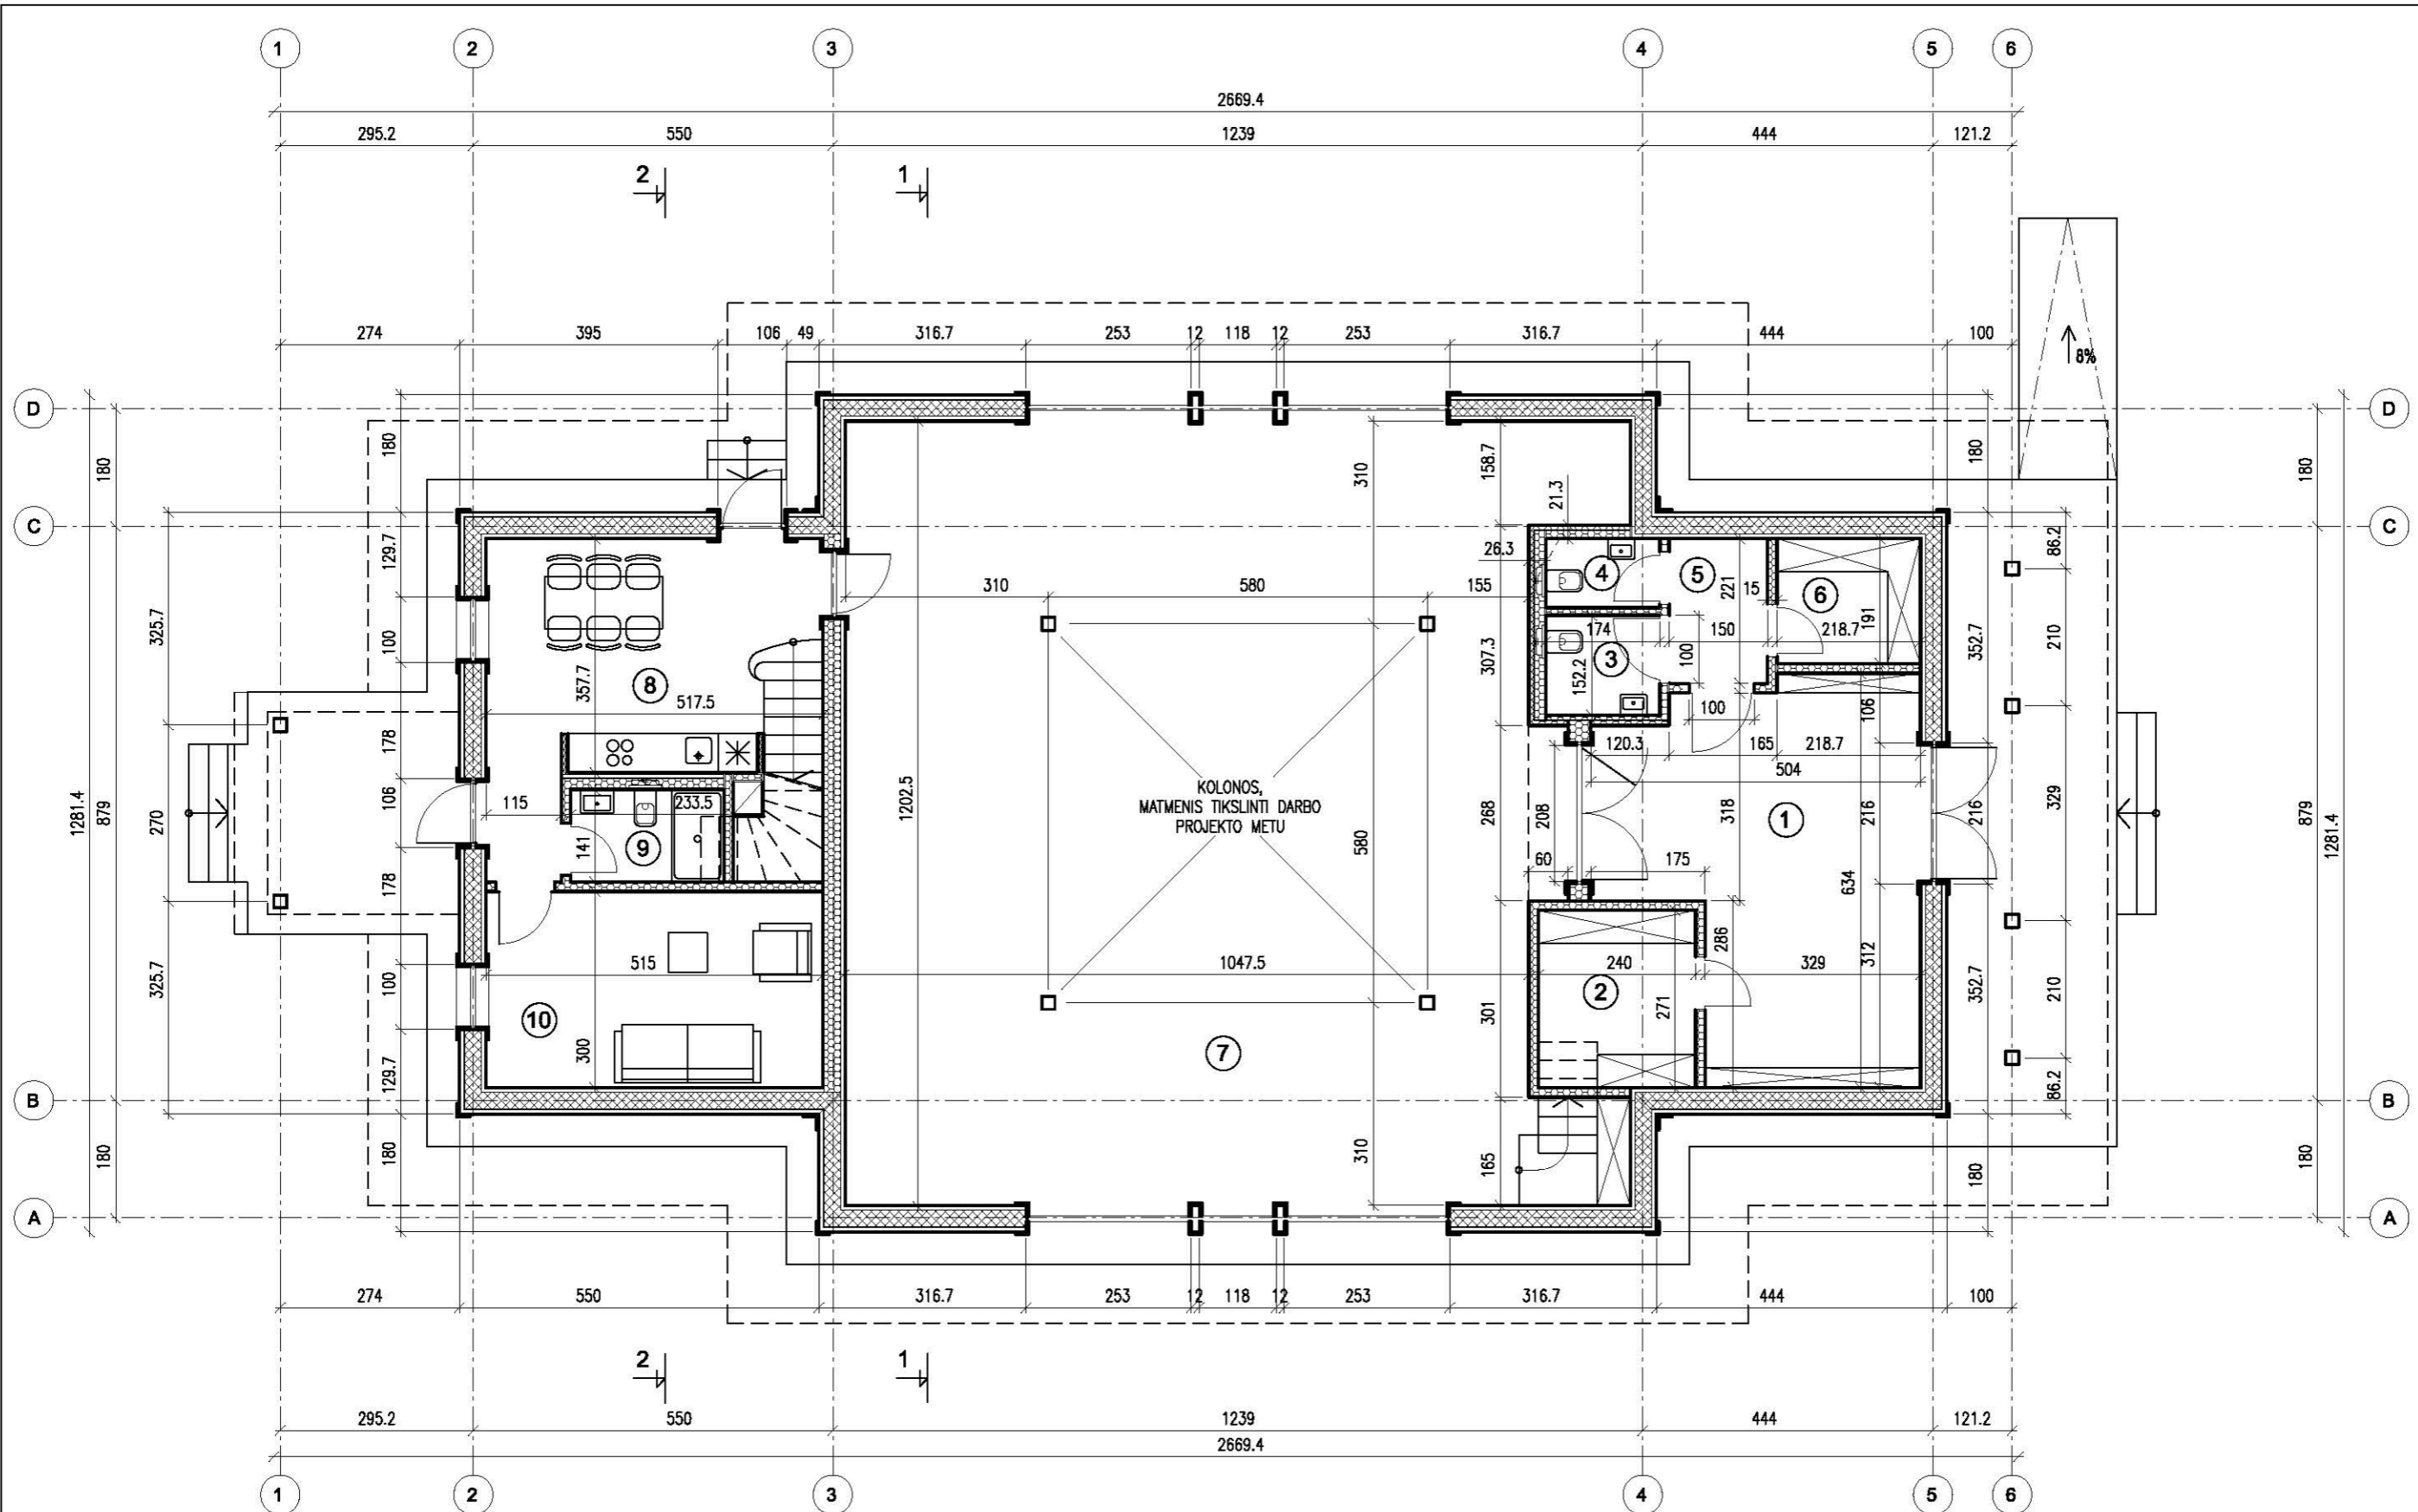 1 2 3 4 5 6
2669.4
295.2 550 1239 444 121.2
2 1
274 395 106 49 316.7 253 12 118 12 253 316.7 444 100
8%
D D
C C
B B
A A
1281.4 879 180 180
325.7 270 325.7
180 129.7 100 178 106 178 100 129.7 180
158.7 21.3 26.3 307.3 268 301 165
310 580 155
310 580 310
1202.5
4 5 6
221 15 191
174 150 218.7
3
152.2 100
100
8
357.7
517.5
120.3 165 218.7
504
106 216 312
KOLONOS,
MATMENIS TIKSLINTI DARBO
PROJEKTO METU
115 233.5
141
9
208 318 1 216
60 175
634
286
515 1047.5 240 329
10 2
271
300
7
180 352.7 216 352.7 180
86.2 210 329 210 86.2
180 879 180 1281.4
274 550 316.7 253 12 118 12 253 316.7 444 100
2 1
295.2 550 1239 444 121.2
2669.4
1 2 3 4 5 6